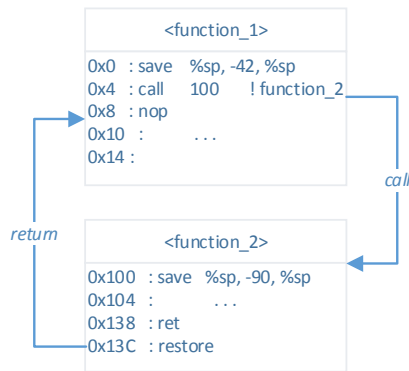 <function_1>
0x0 : save %sp, -42, %sp
0x4 : call 100 ! function_2
0x8 : nop
0x10 : . . .
0x14 :
call
return
<function_2>
0x100 : save %sp, -90, %sp
0x104 : . . .
0x138 : ret
0x13C : restore